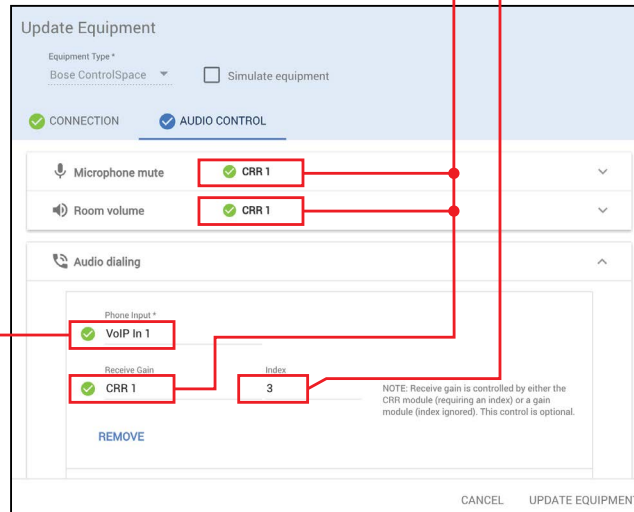 Update Equipment
Equipment Type *
Bose ControlSpace
Simulate equipment
CONNECTION
AUDIO CONTROL
Microphone mute
CRR 1
Room volume
CRR 1
Audio dialing
Phone Input *
VoIP In 1
Receive Gain
Index
CRR 1
3
NOTE: Receive gain is controlled by either the
CRR module (requiring an index) or a gain
module (index ignored). This control is optional.
REMOVE
CANCEL
UPDATE EQUIPMENT